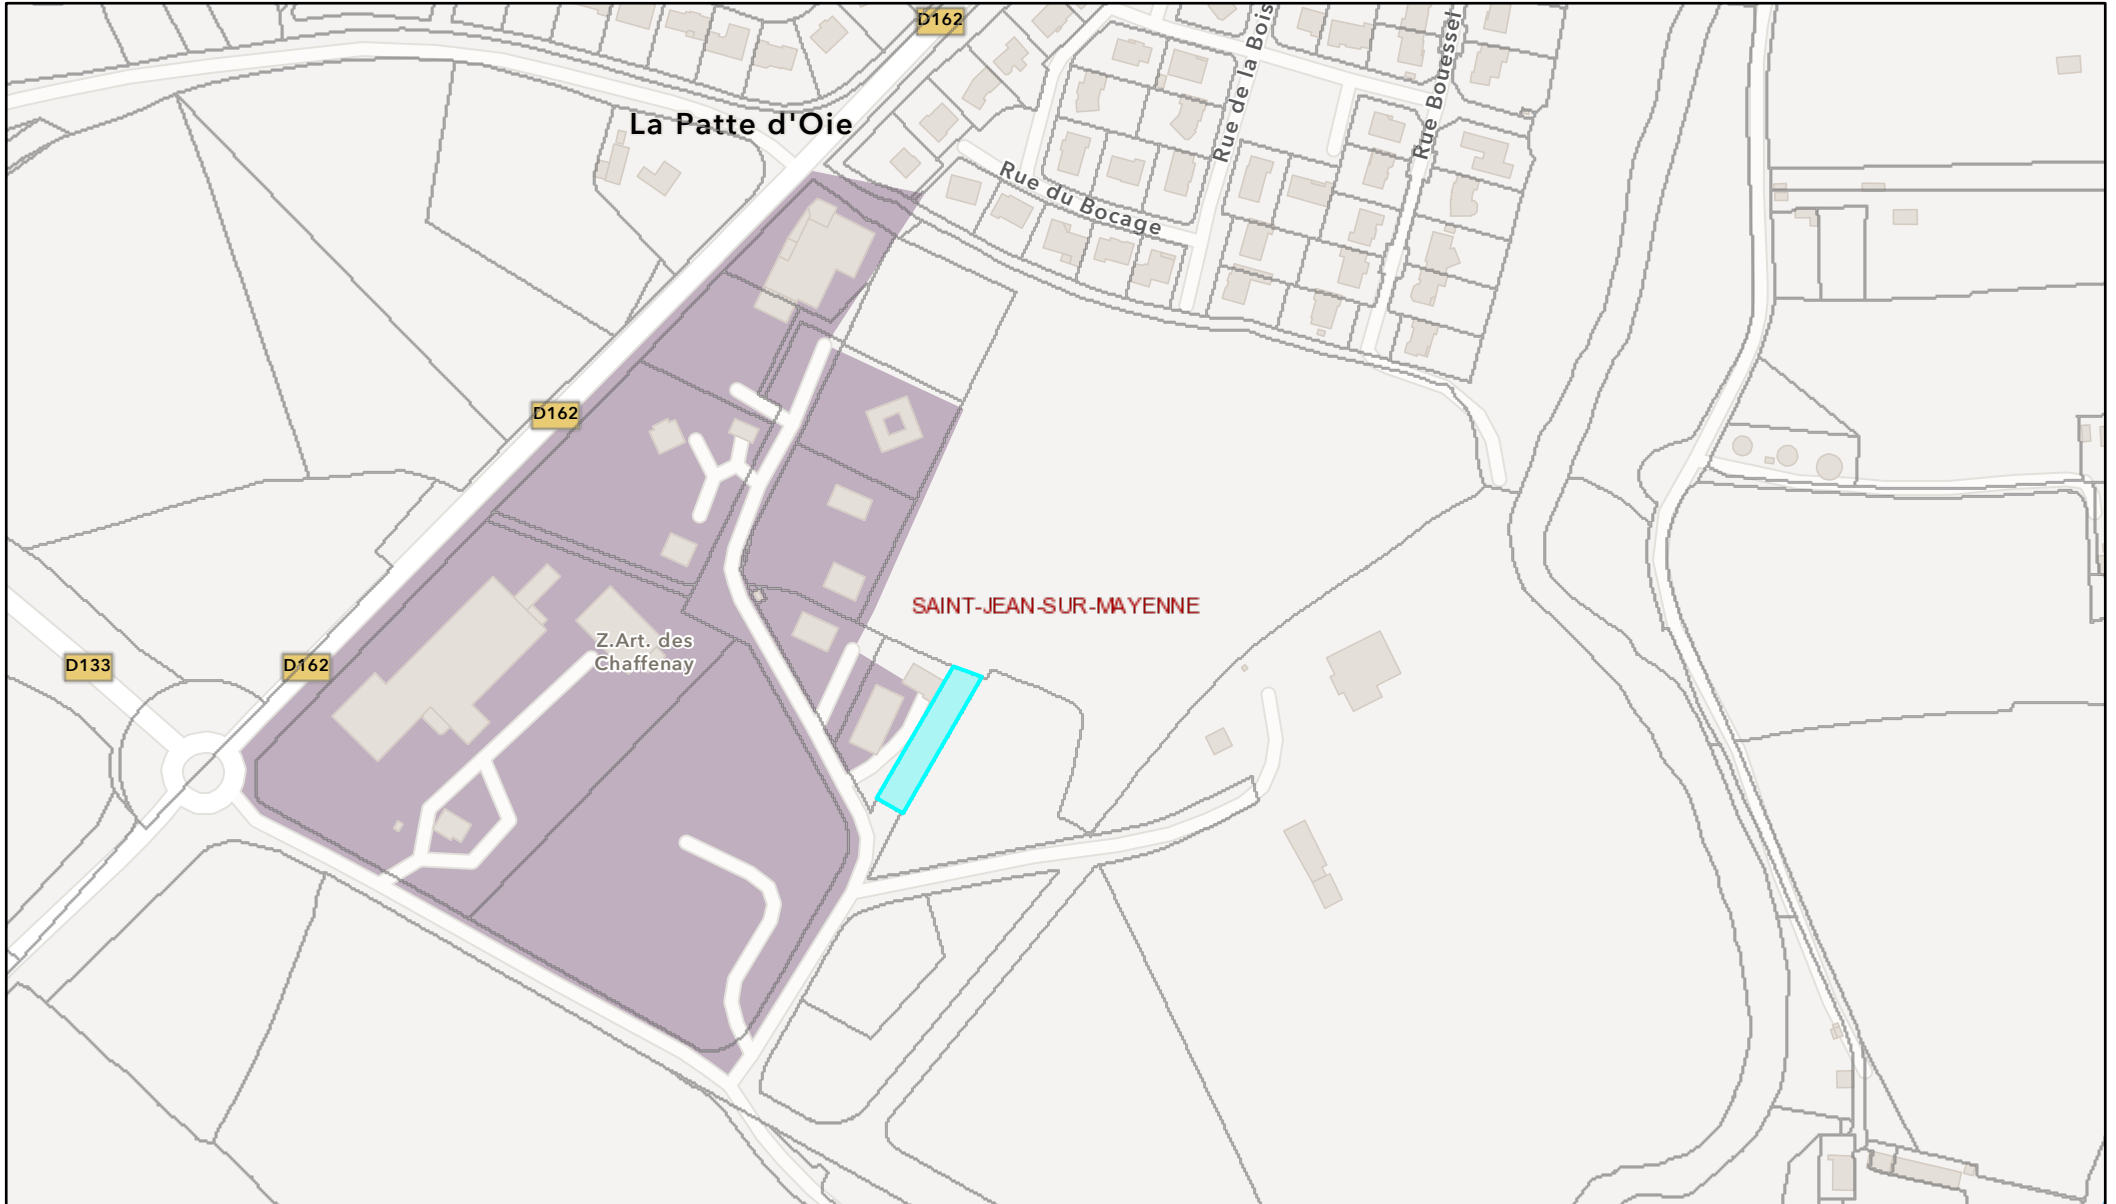 D162
Rue de la Bois
Rue Bouessel
La Patte d'Oie
Rue du Bocage
D162
SAINT-JEAN-SUR-MAYENNE
Z.Art. des
Chaffenay
D133
D162